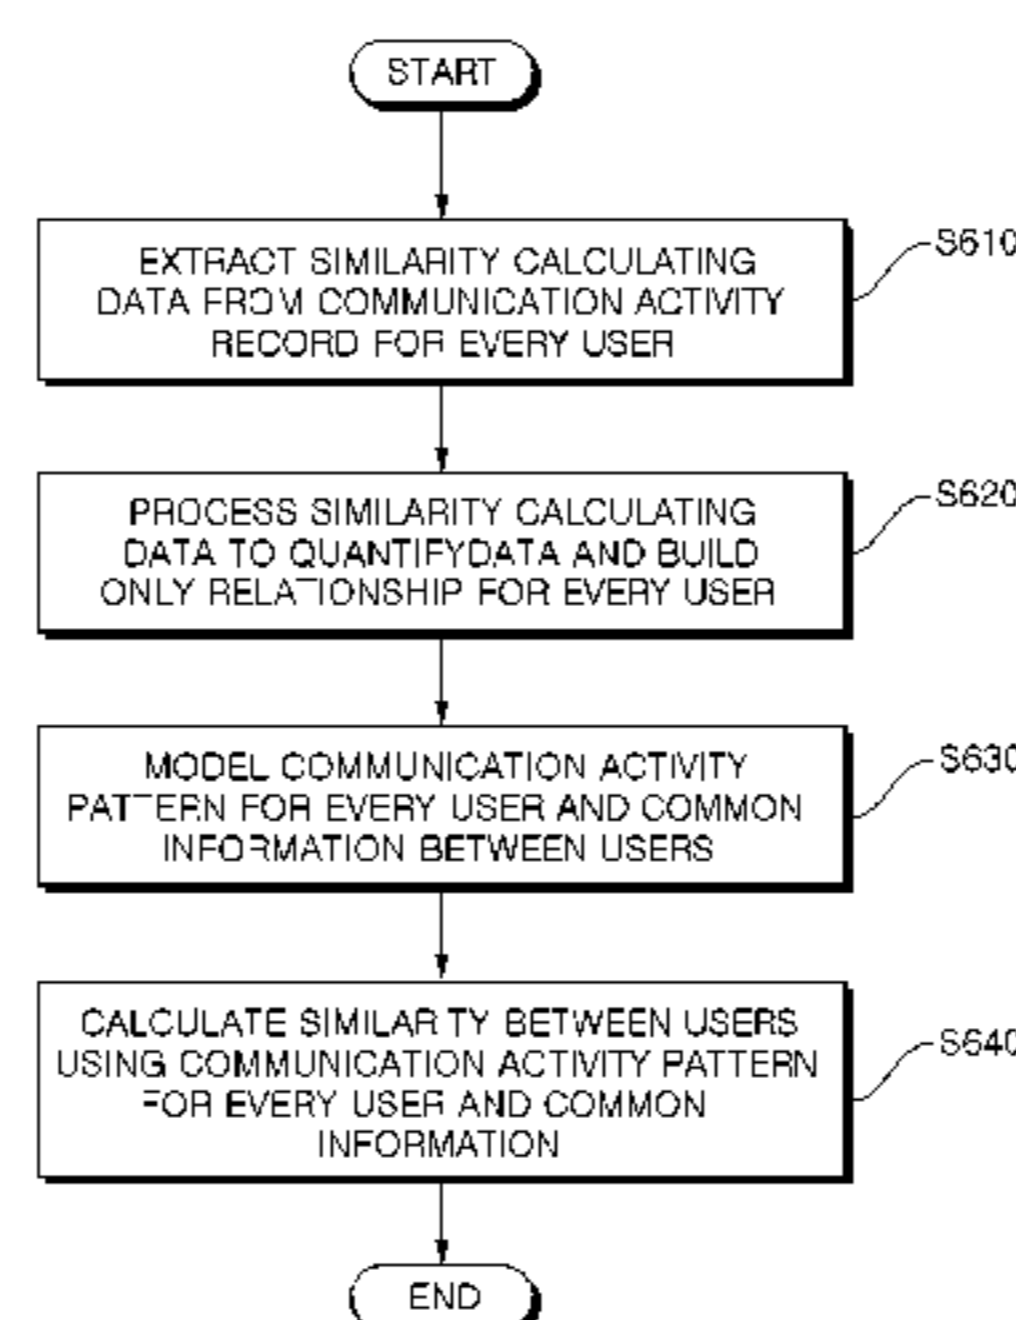 START
EXTRACT SIMILARITY CALCULATING
DATA FROM COMMUNICATION ACTIVITY
RECORD FOR EVERY USER
S610
PROCESS SIMILARITY CALCULATING
DATA TO QUANTIFYDATA AND BUILD
ONLY RELATIONSHIP FOR EVERY USER
S620
MODEL COMMUNICATION ACTIVITY
PATTERN FOR EVERY USER AND COMMON
INFORMATION BETWEEN USERS
S630
CALCULATE SIMILARITY BETWEEN USERS
USING COMMUNICATION ACTIVITY PATTERN
FOR EVERY USER AND COMMON
INFORMATION
S640
END